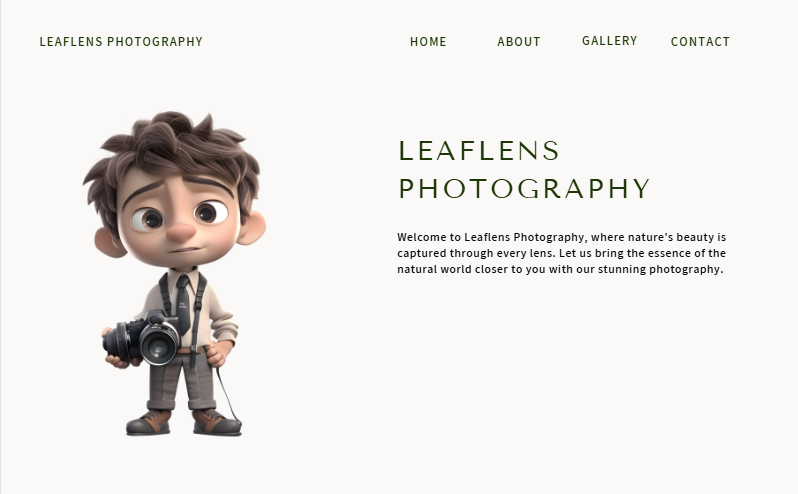 LEAFLENS PHOTOGRAPHY
HOME
ABOUT
GALLERY
CONTACT
LEAFLENS
PHOTOGRAPHY
Welcome to Leaflens Photography, where nature's beauty is
captured through every lens. Let us bring the essence of the
natural world closer to you with our stunning photography.